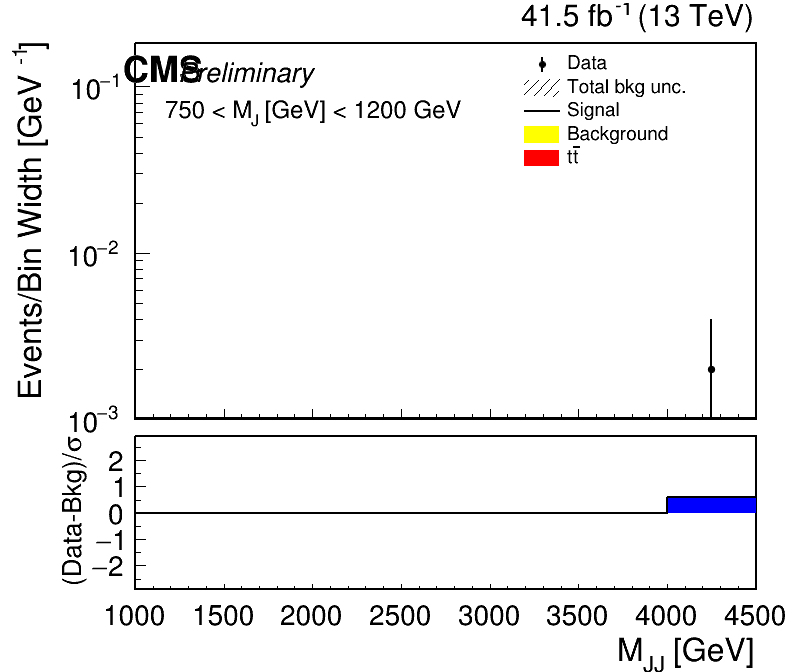 41.5 fb⁻¹ (13 TeV)
CMS Preliminary
750 < M_J [GeV] < 1200 GeV
Data
Total bkg unc.
Signal
Background
tt̄
Events/Bin Width [GeV⁻¹]
10⁻¹
10⁻²
10⁻³
(Data-Bkg)/σ
2
1
0
−1
−2
1000 1500 2000 2500 3000 3500 4000 4500
M_JJ [GeV]